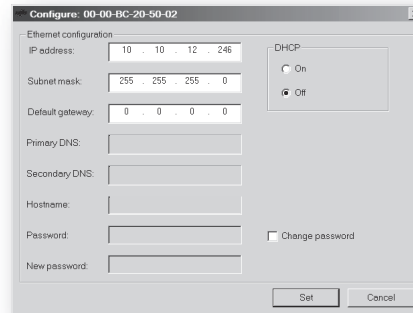 Configure: 00-00-BC-20-50-02
Ethernet configuration
IP address: 10 . 10 . 12 . 246
DHCP
On
Off
Subnet mask: 255 . 255 . 255 . 0
Default gateway: 0 . 0 . 0 . 0
Primary DNS:
Secondary DNS:
Hostname:
Password:
Change password
New password:
Set
Cancel